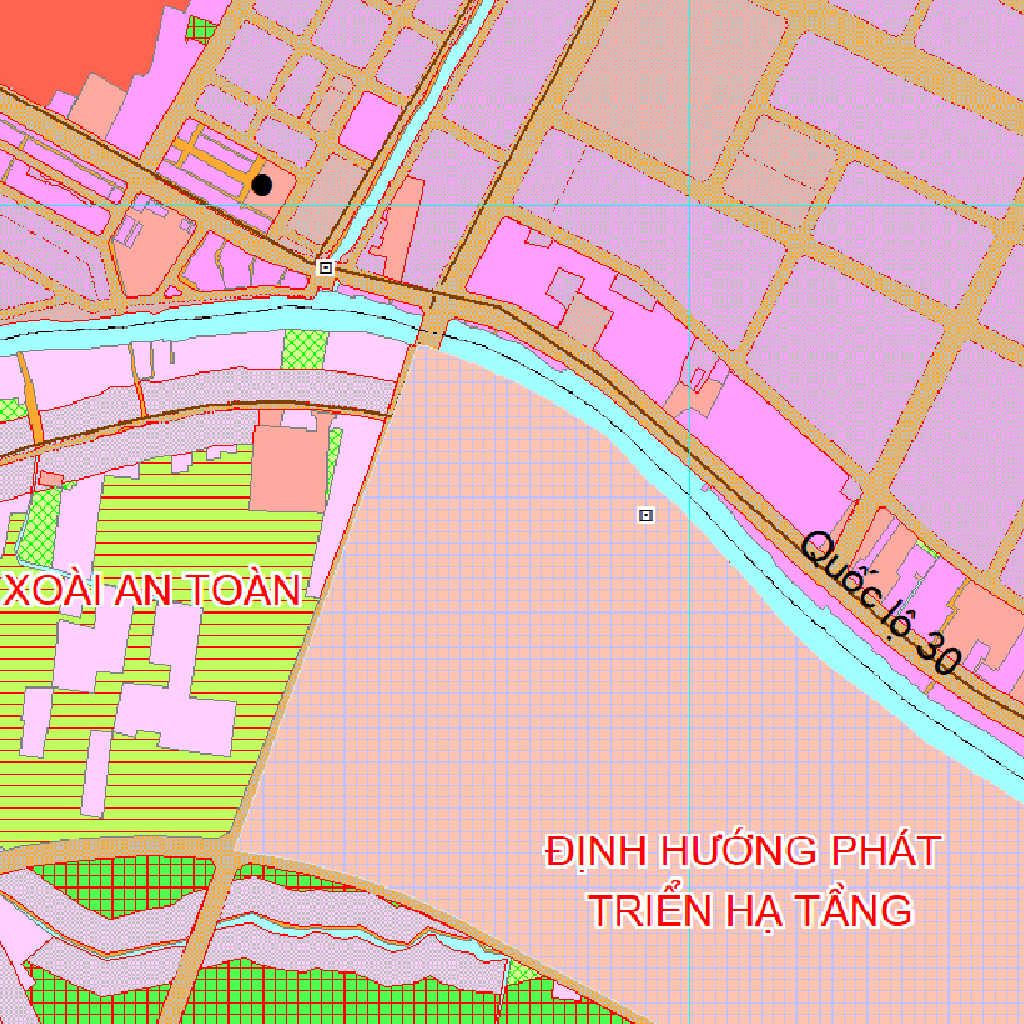 Quốc lộ 30
XOÀI AN TOÀN
ĐỊNH HƯỚNG PHÁT
TRIỂN HẠ TẦNG